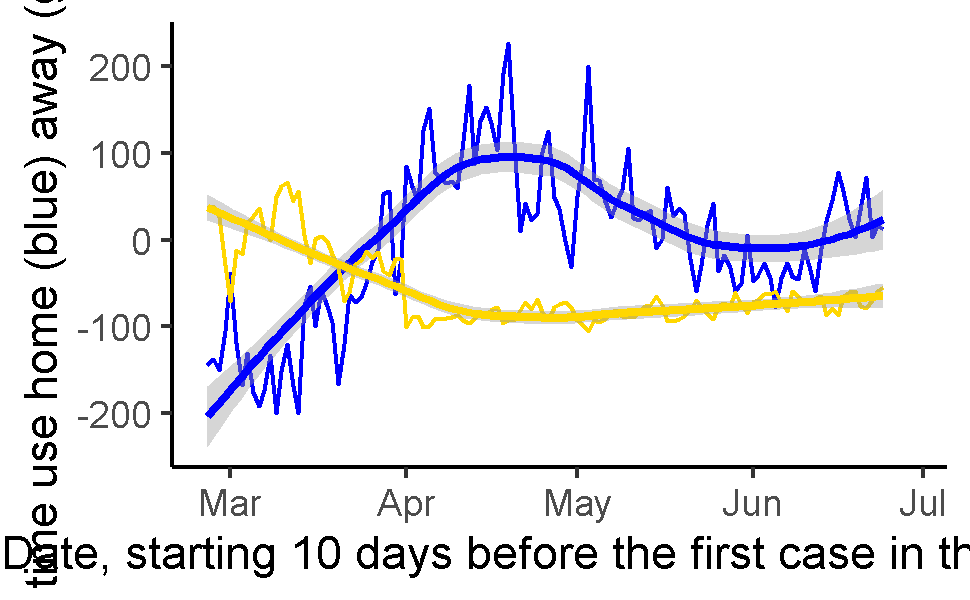 time use home (blue) away (
200
100
0
-100
-200
Mar Apr May Jun Jul
Date, starting 10 days before the first case in th